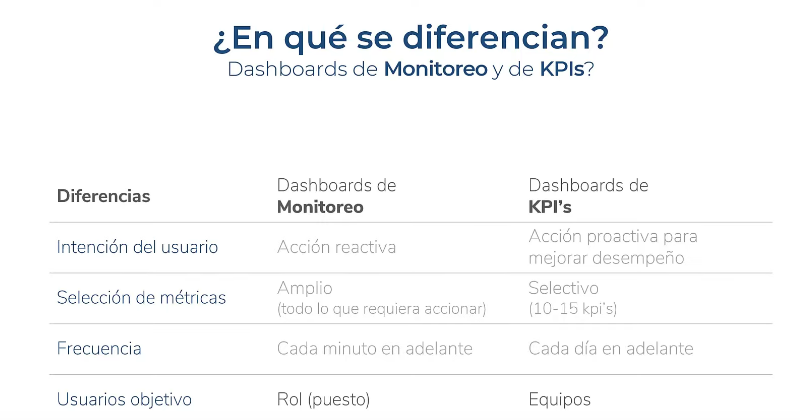 ¿En qué se diferencian?
Dashboards de Monitoreo y de KPIs?
Diferencias
Dashboards de
Monitoreo
Dashboards de
KPI's
Intención del usuario
Acción reactiva
Acción proactiva para
mejorar desempeño
Selección de métricas
Amplio
(todo lo que requiera accionar)
Selectivo
(10-15 kpi's)
Frecuencia
Cada minuto en adelante
Cada día en adelante
Usuarios objetivo
Rol (puesto)
Equipos